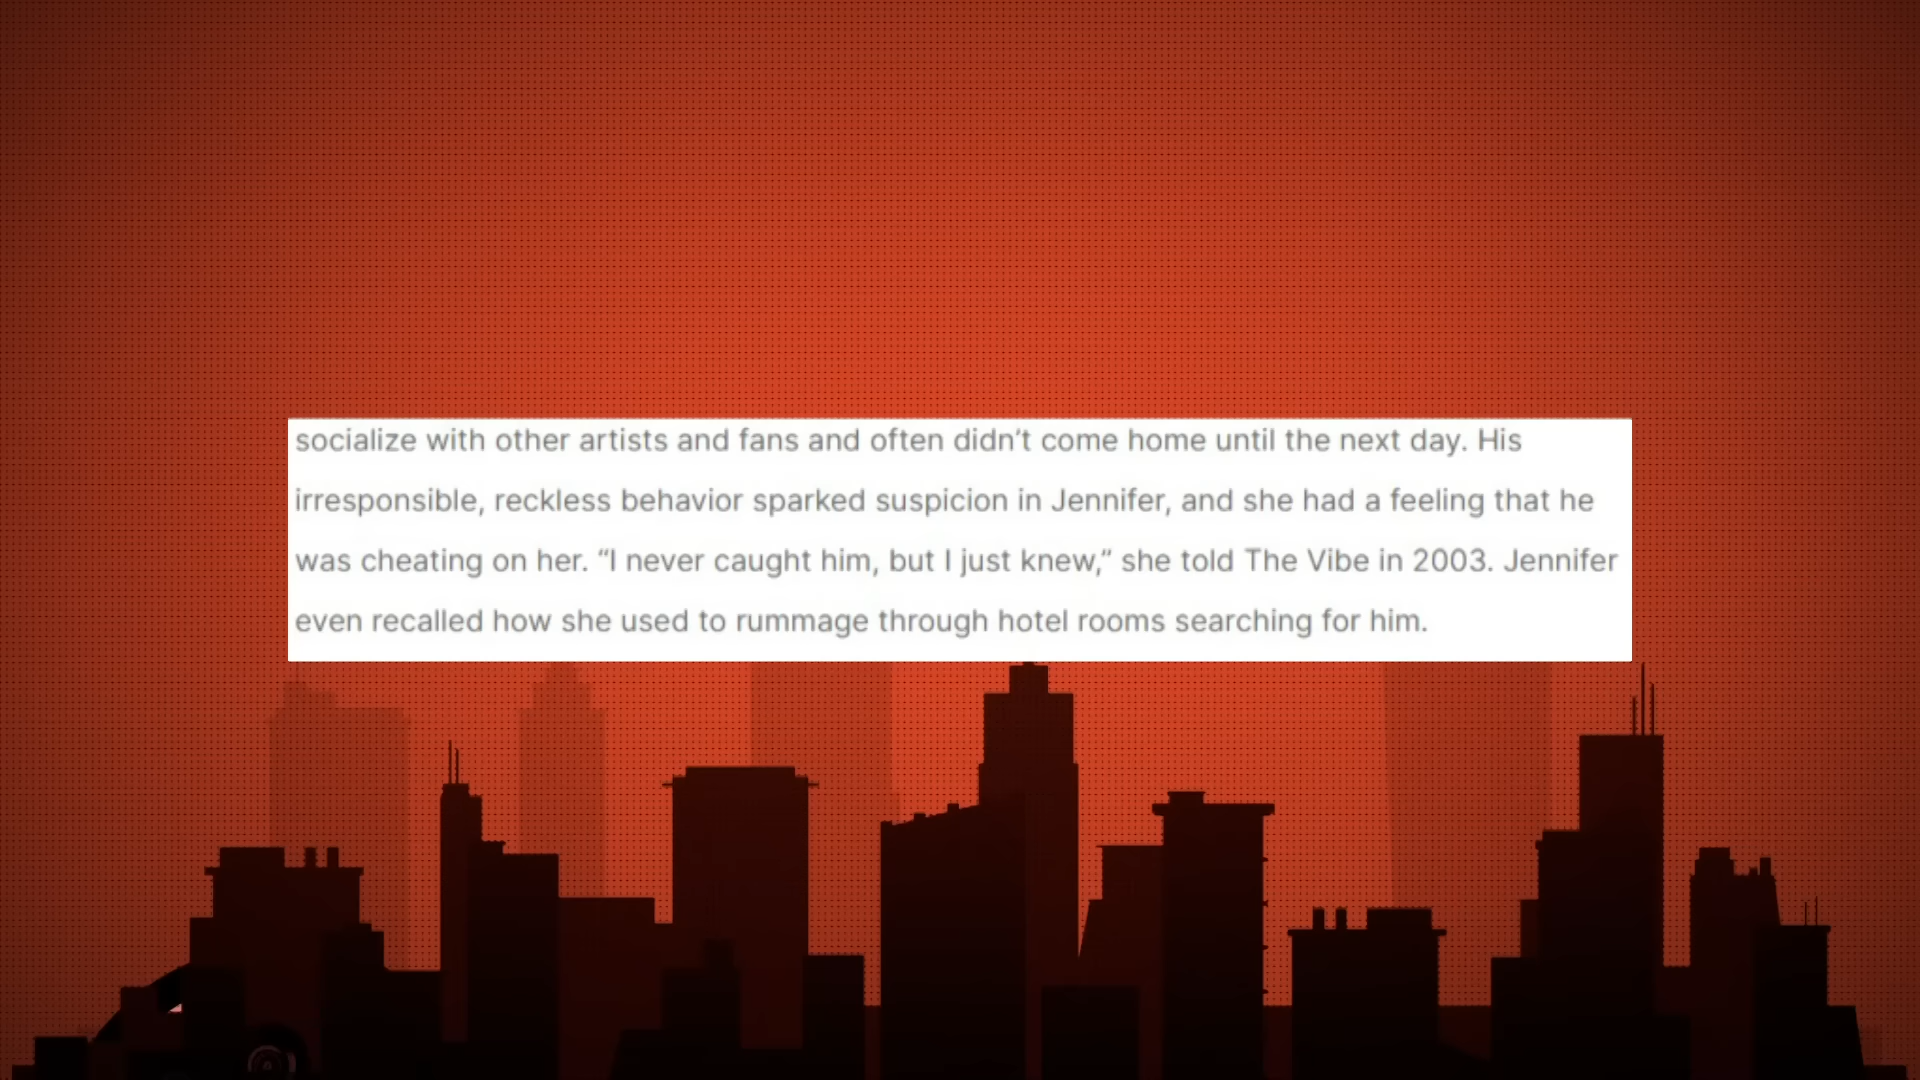 socialize with other artists and fans and often didn’t come home until the next day. His
irresponsible, reckless behavior sparked suspicion in Jennifer, and she had a feeling that he
was cheating on her. “I never caught him, but I just knew,” she told The Vibe in 2003. Jennifer
even recalled how she used to rummage through hotel rooms searching for him.